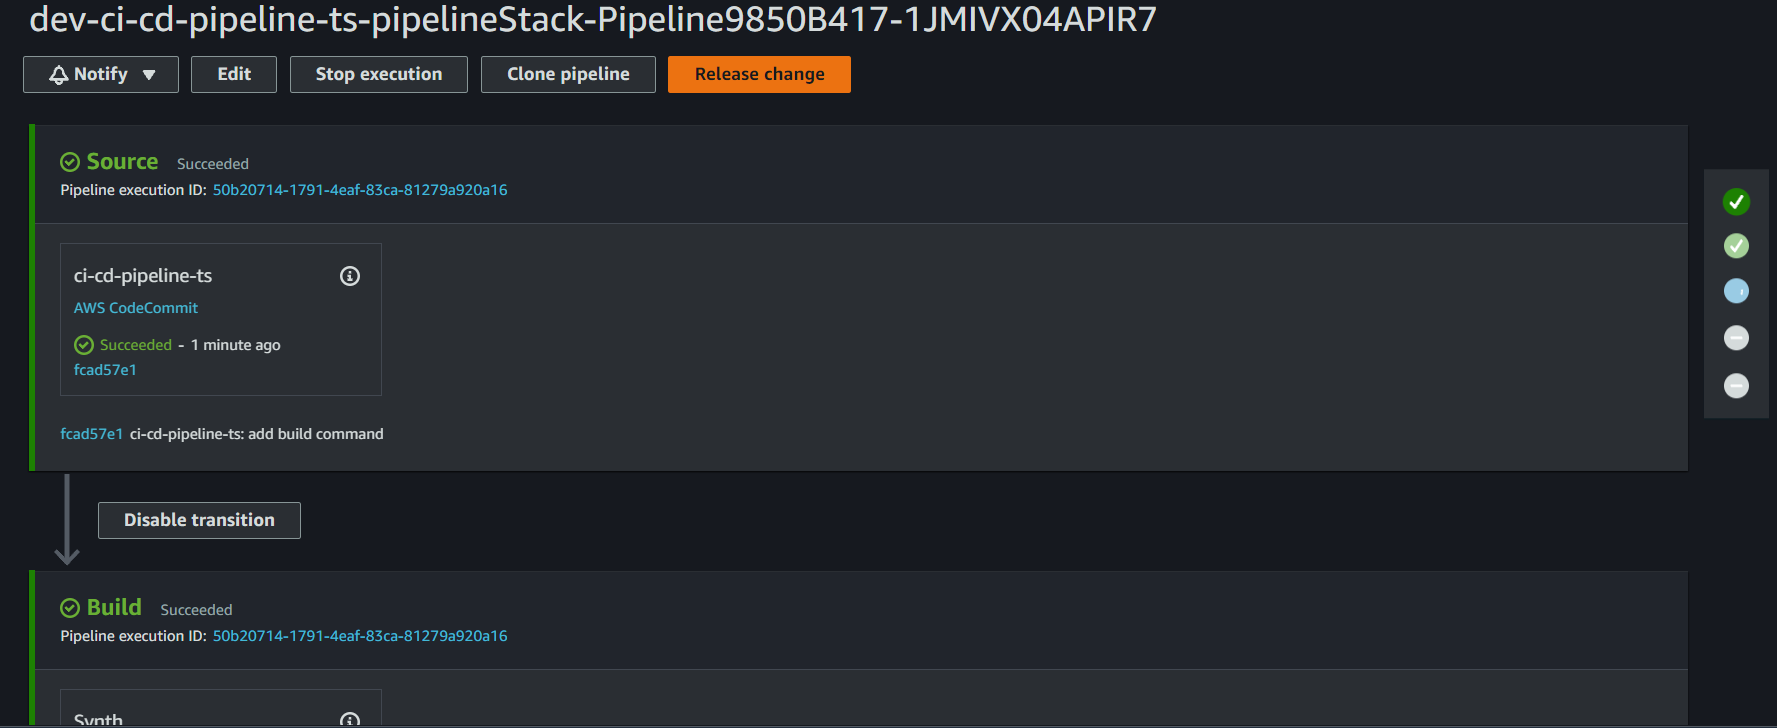 dev-ci-cd-pipeline-ts-pipelineStack-Pipeline9850B417-1JMIVX04APIR7
Notify Edit Stop execution Clone pipeline Release change
Source Succeeded
Pipeline execution ID: 50b20714-1791-4eaf-83ca-81279a920a16
ci-cd-pipeline-ts
AWS CodeCommit
Succeeded - 1 minute ago
fcad57e1
fcad57e1 ci-cd-pipeline-ts: add build command
Disable transition
Build Succeeded
Pipeline execution ID: 50b20714-1791-4eaf-83ca-81279a920a16
Synth